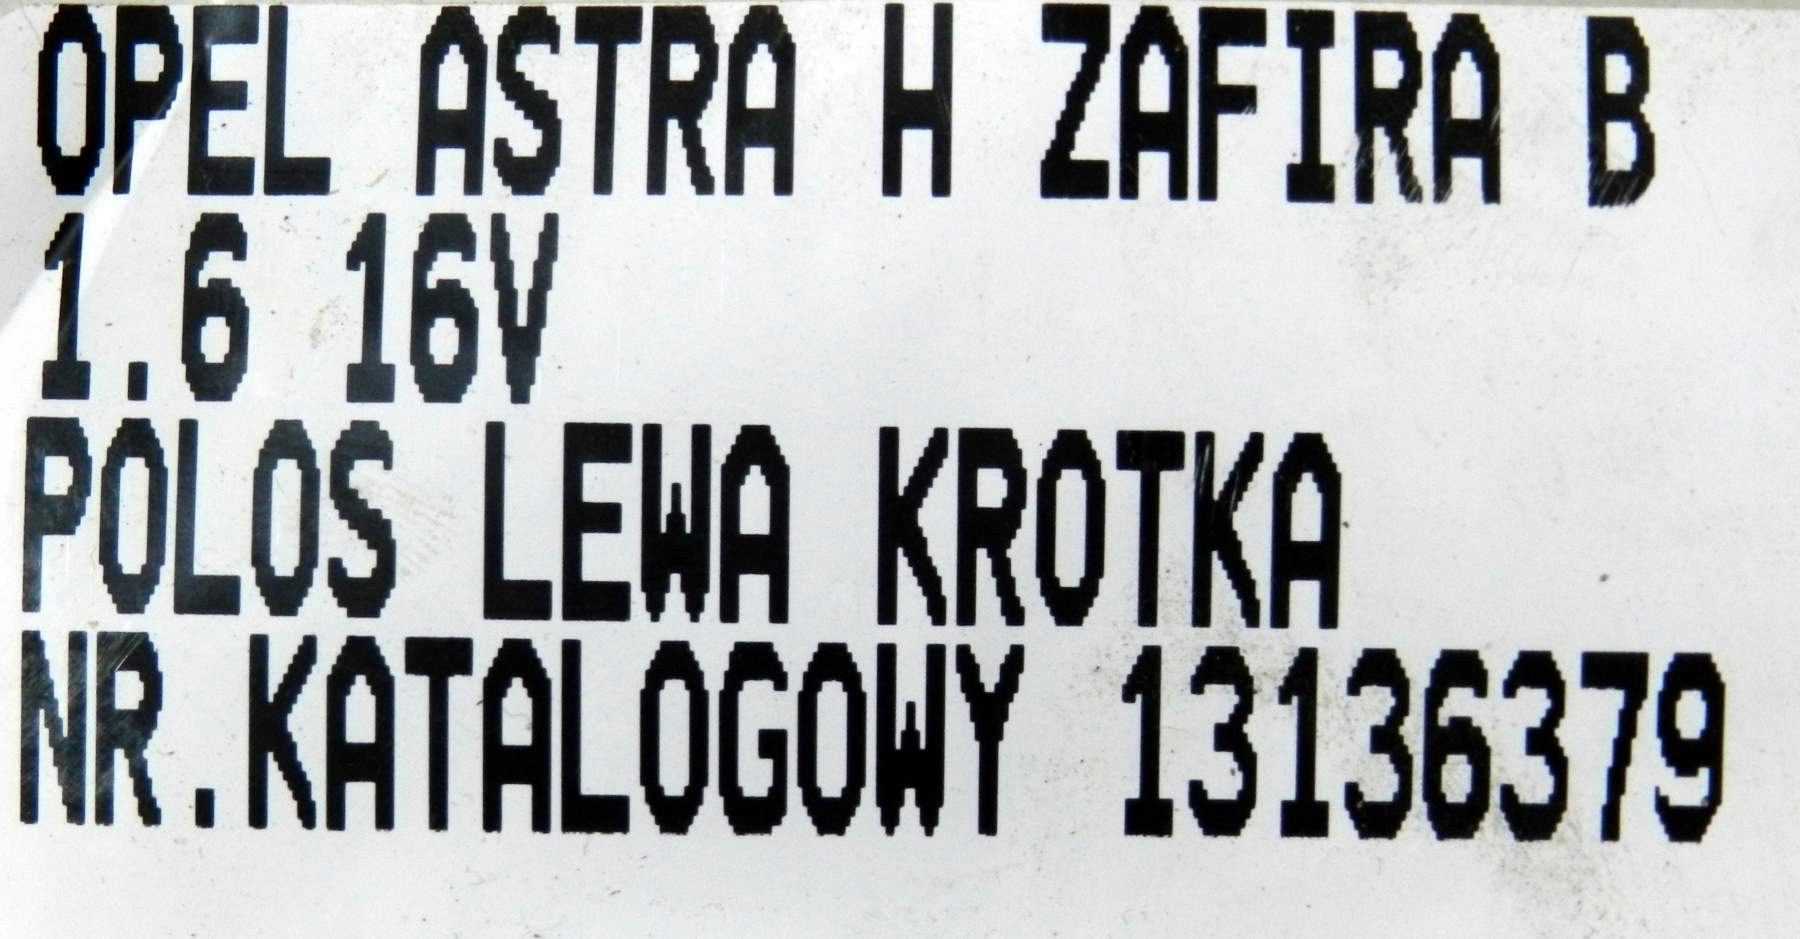 OPEL ASTRA H ZAFIRA B
1.6 16V
POLOS LEWA KROTKA
NR.KATALOGOWY 13136379